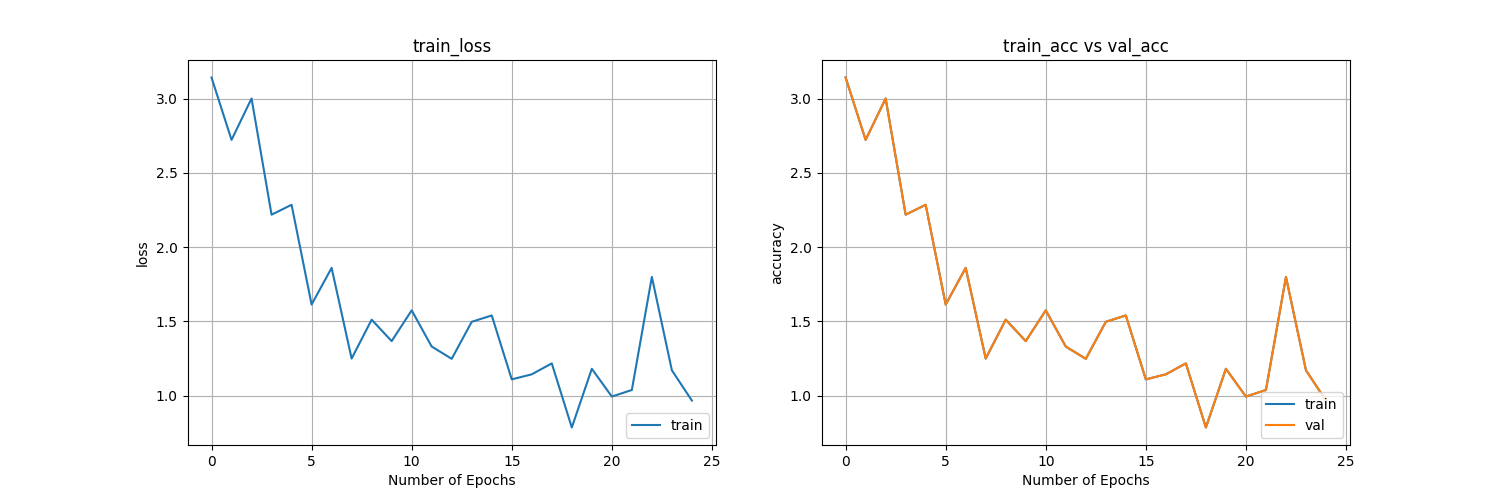 train_loss
3.0
2.5
2.0
1.5
1.0
loss
0 5 10 15 20 25
Number of Epochs
train
train_acc vs val_acc
3.0
2.5
2.0
1.5
1.0
accuracy
0 5 10 15 20 25
Number of Epochs
train
val